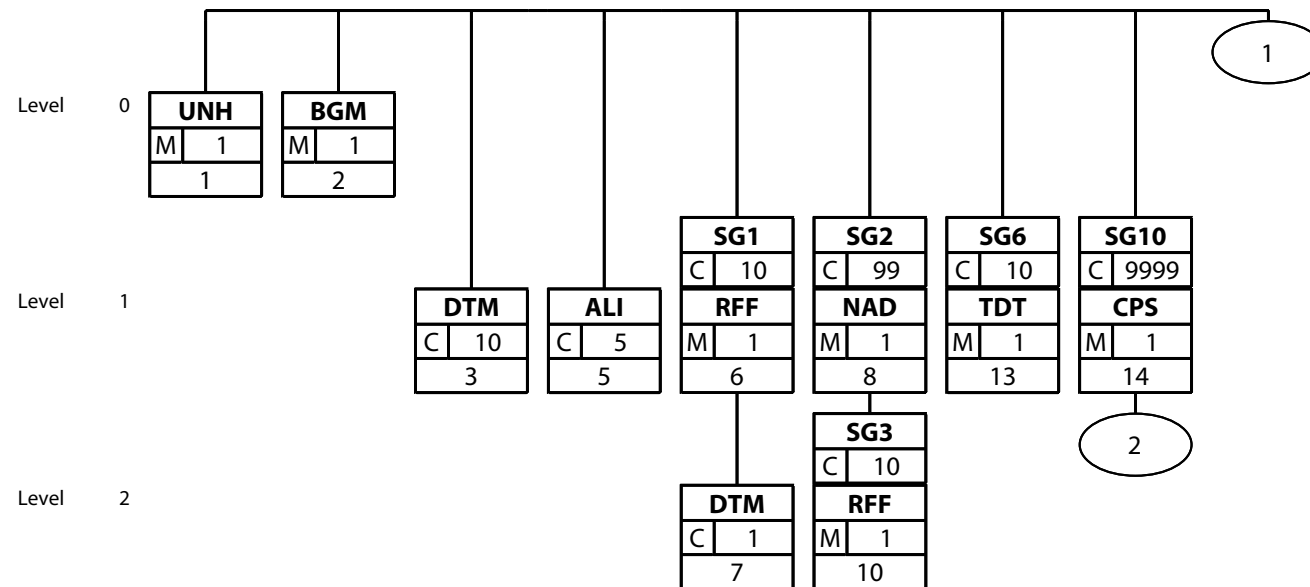 1
Level 0
UNH BGM
M 1 M 1
1 2
SG1 SG2 SG6 SG10
C 10 C 99 C 10 C 9999
Level 1
DTM ALI RFF NAD TDT CPS
C 10 C 5 M 1 M 1 M 1 M 1
3 5 6 8 13 14
SG3 2
C 10
Level 2
DTM RFF
C 1 M 1
7 10